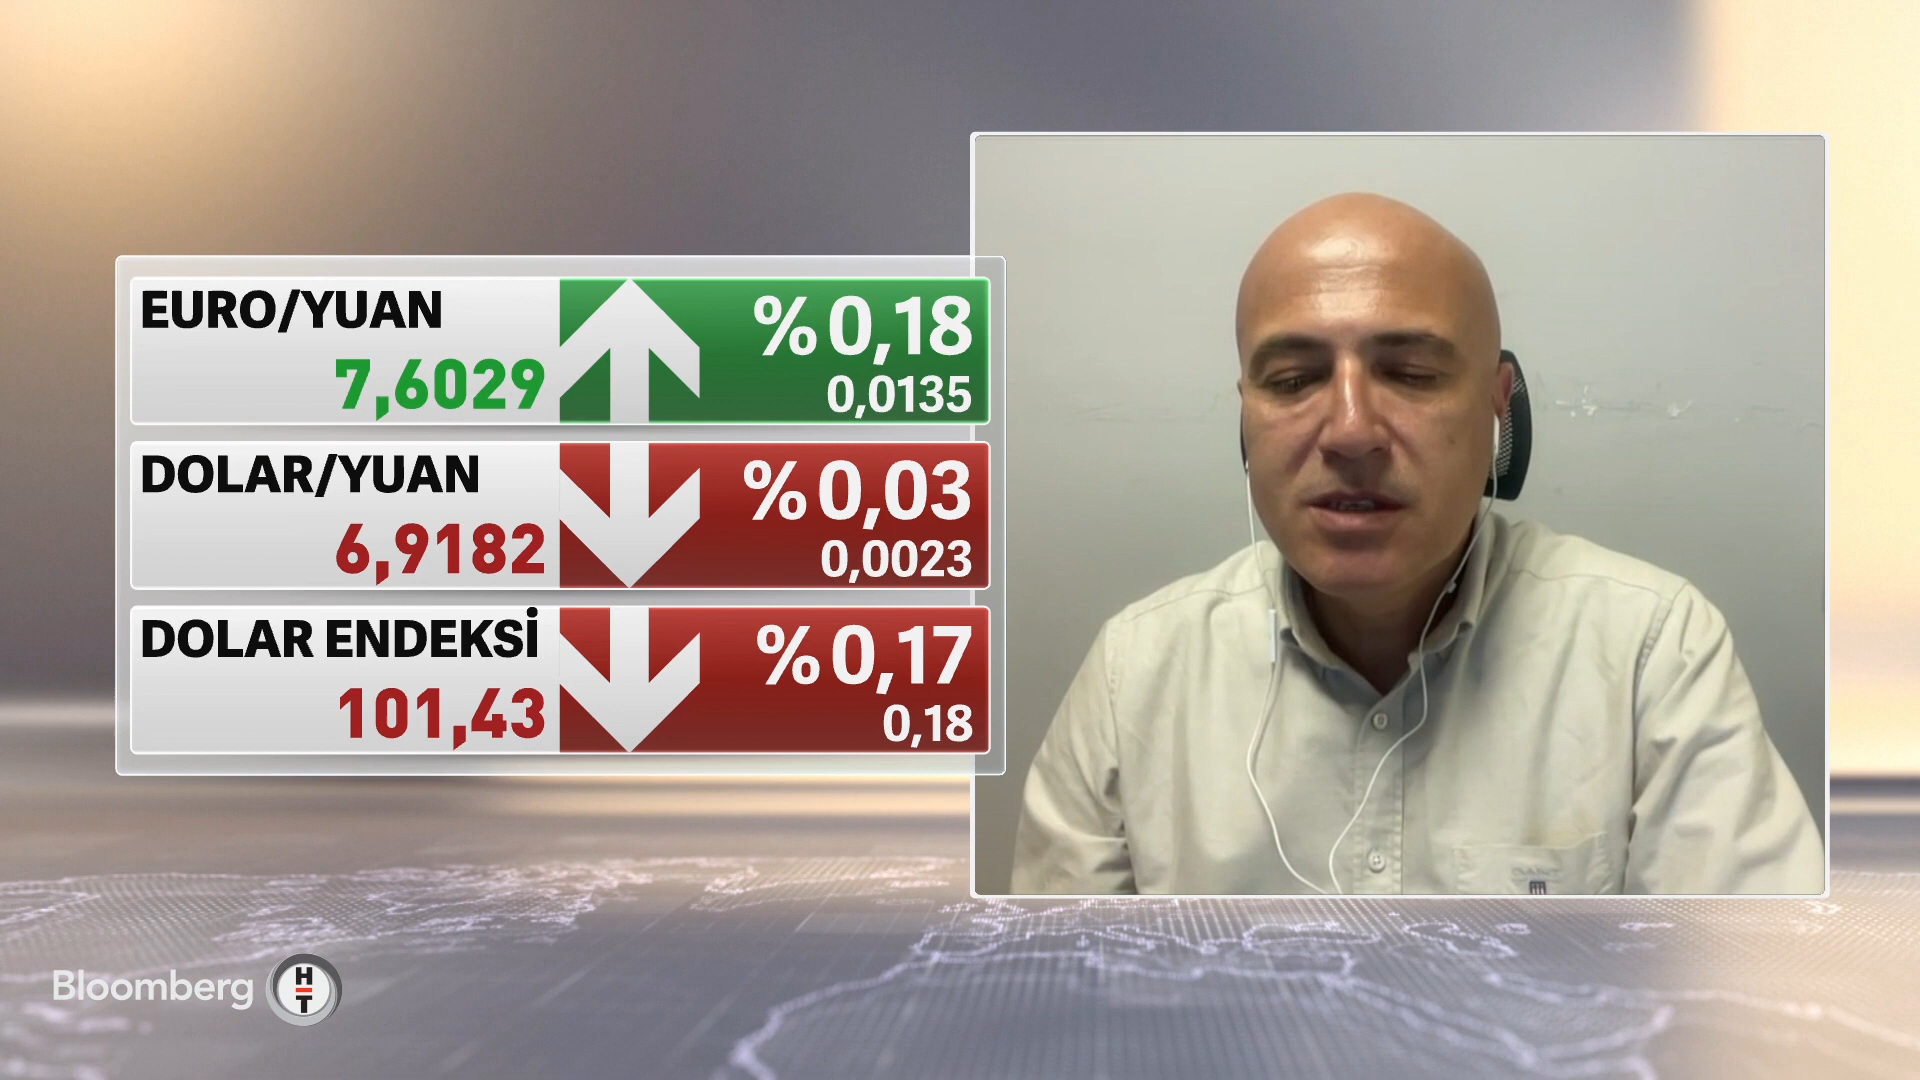 EURO/YUAN
7,6029
%0,18
0,0135
DOLAR/YUAN
6,9182
%0,03
0,0023
DOLAR ENDEKSİ
101,43
%0,17
0,18
Bloomberg HT